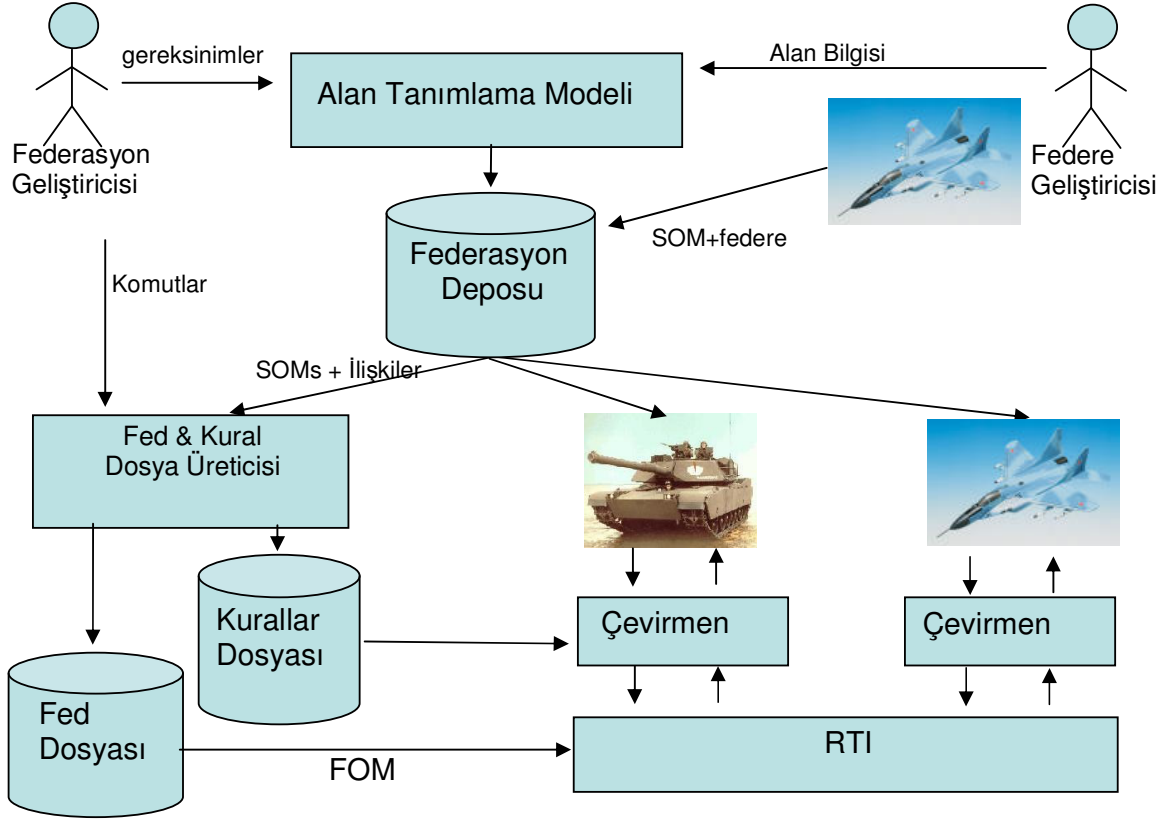 gereksinimler
Alan Bilgisi
Alan Tanımlama Modeli
Federasyon
Geliştiricisi
Federe
Geliştiricisi
SOM+federe
Federasyon
Deposu
Komutlar
SOMs + İlişkiler
Fed & Kural
Dosya Üreticisi
Kurallar
Dosyası
Çevirmen
Çevirmen
Fed
Dosyası
FOM
RTI